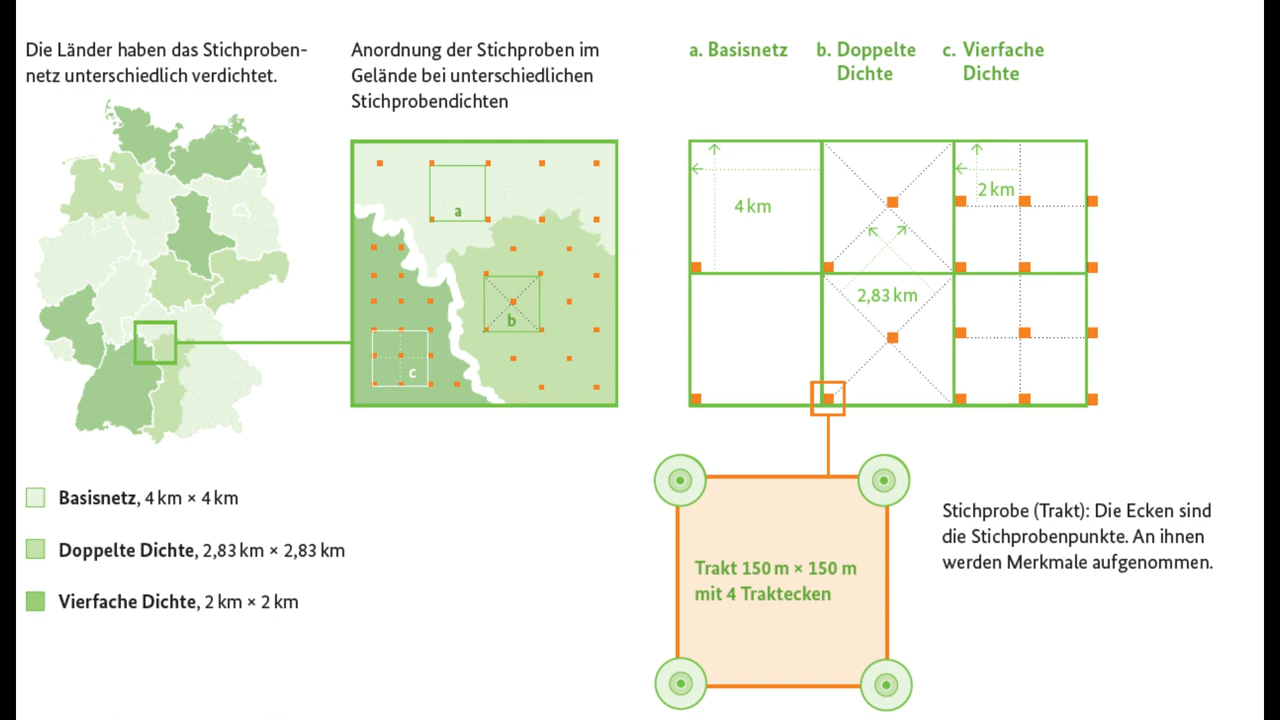 Die Länder haben das Stichproben-
netz unterschiedlich verdichtet.
Anordnung der Stichproben im
Gelände bei unterschiedlichen
Stichprobendichten
a. Basisnetz
b. Doppelte
Dichte
c. Vierfache
Dichte
a
b
c
4 km
2 km
2,83 km
Basisnetz, 4 km × 4 km
Doppelte Dichte, 2,83 km × 2,83 km
Vierfache Dichte, 2 km × 2 km
Trakt 150 m × 150 m
mit 4 Traktecken
Stichprobe (Trakt): Die Ecken sind
die Stichprobenpunkte. An ihnen
werden Merkmale aufgenommen.